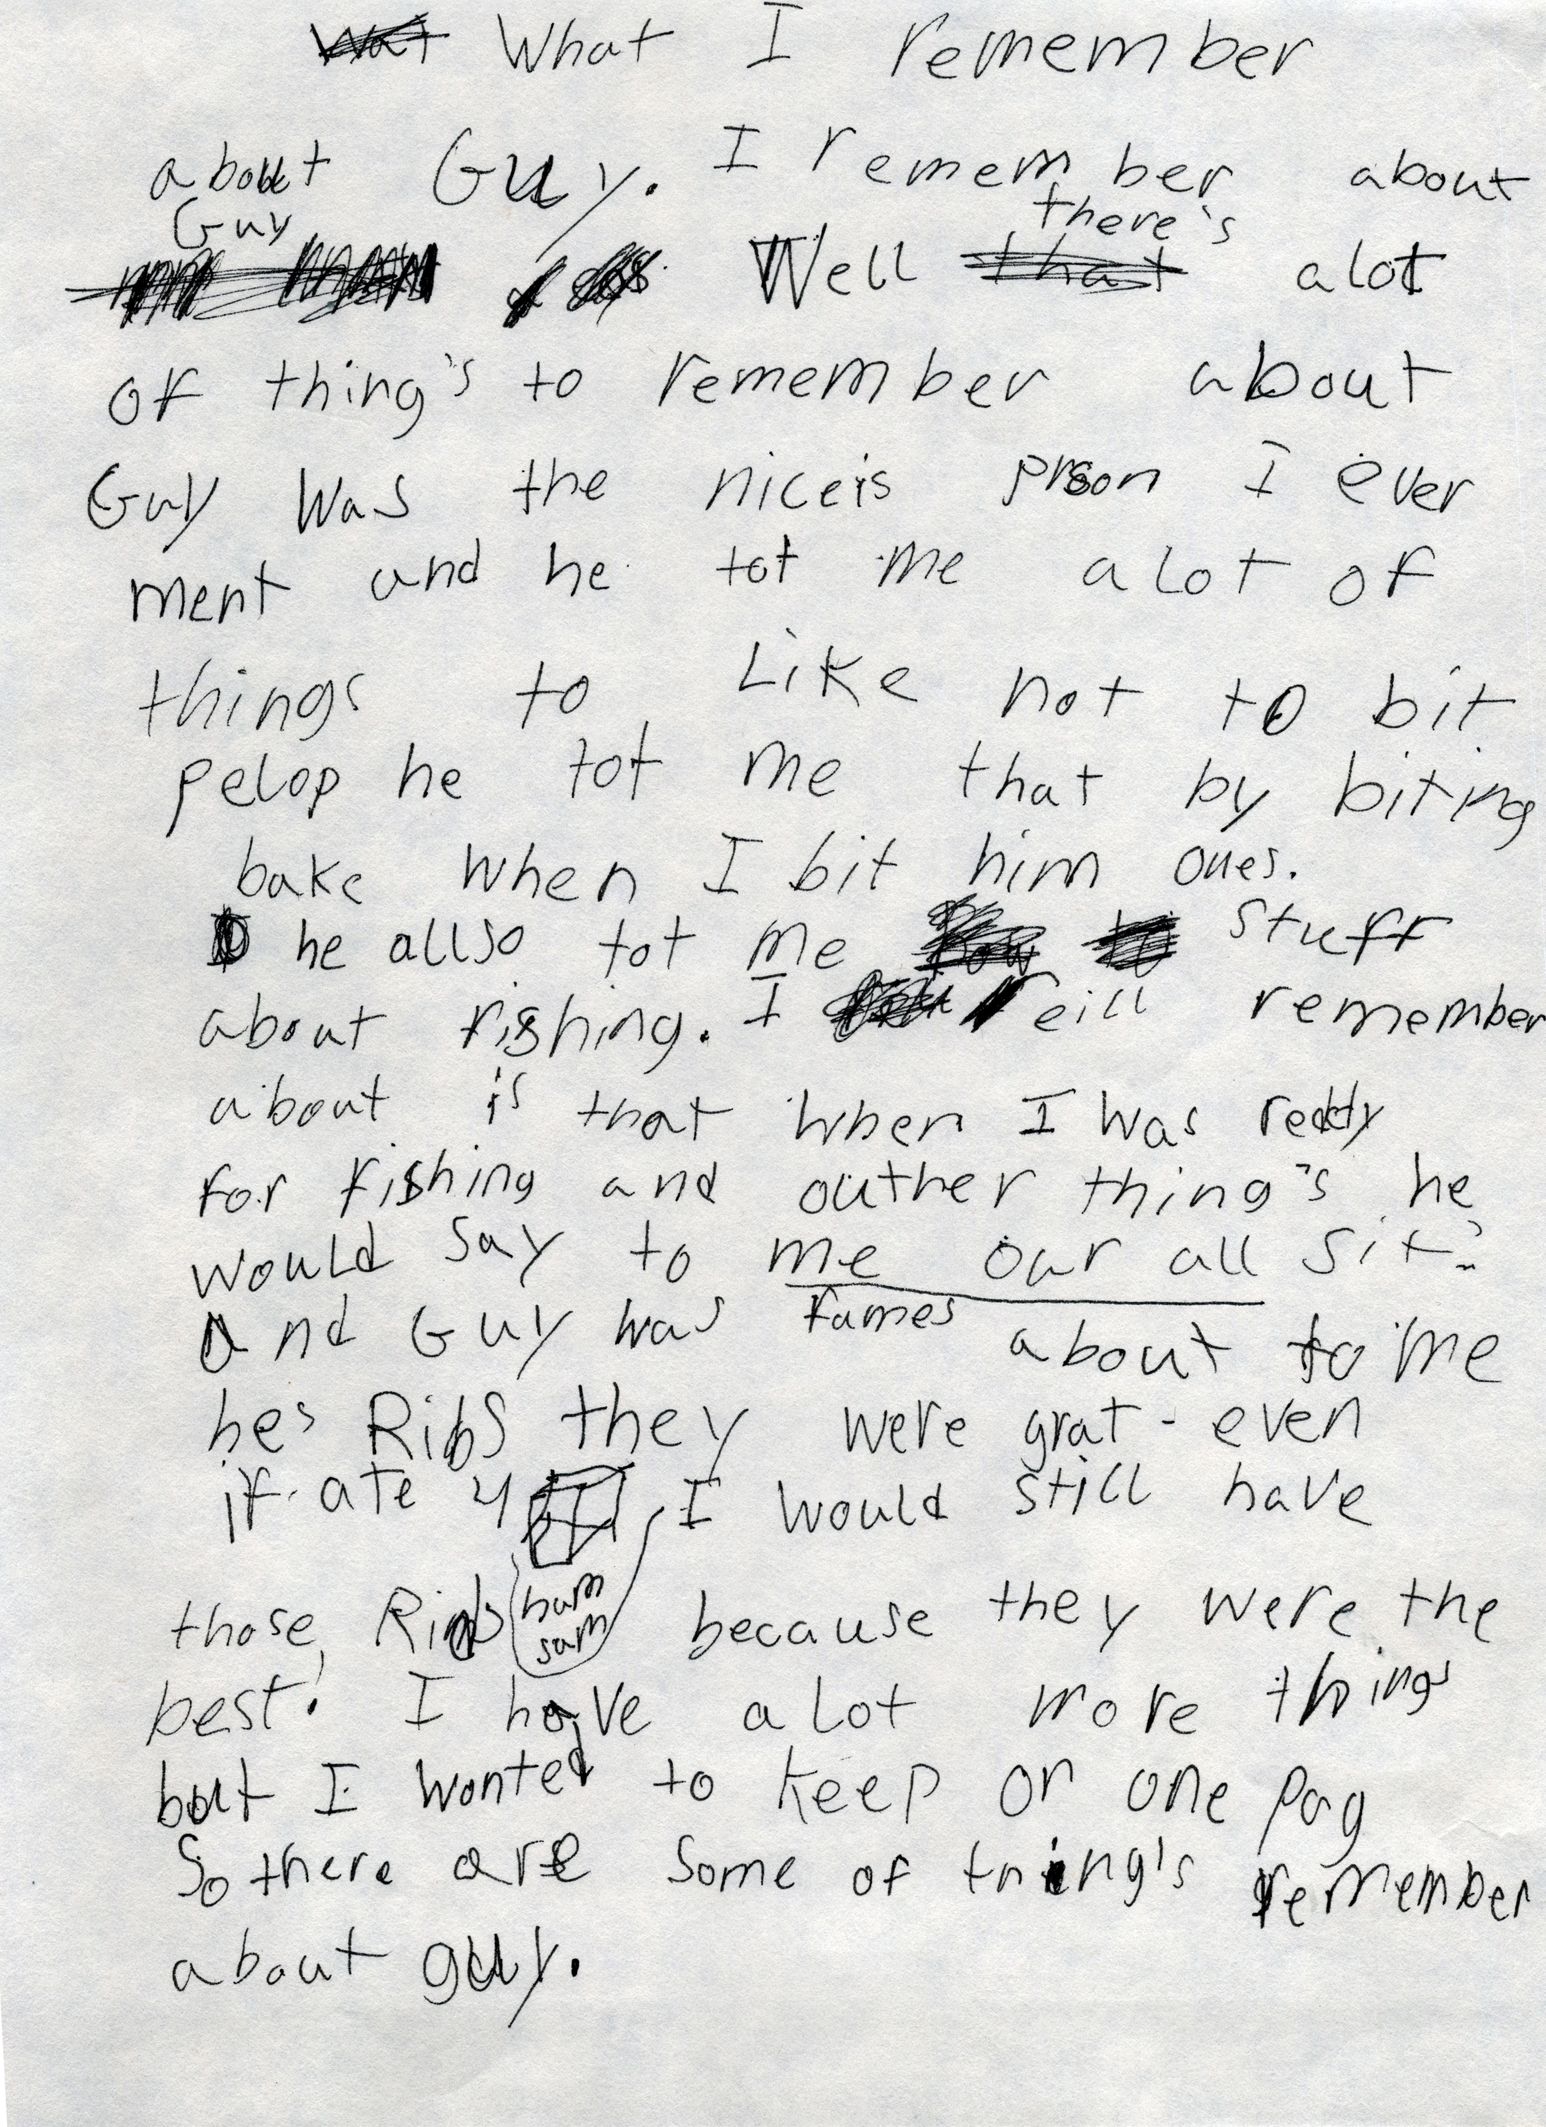 What I remember
about Guy. I remember about
Guy Well there's alot
of thing's to remember about
Guy was the niceis prson I ever
ment and he tot me alot of
things to Like not to bit
pelop he tot me that by biting
bake when I bit him ones.
he allso tot me stuff
about fishing. I reill remember
about is that when I was reddy
for fishing and outher thing's he
would say to me our all sit?
And Guy was fames about to me
hes Ribs they were grat even
if ate 4 I would still have
ham
sam
those Ribs because they were the
best! I have alot more things
but I wonted to keep on one pag
So there are some of thing's remember
about guy.